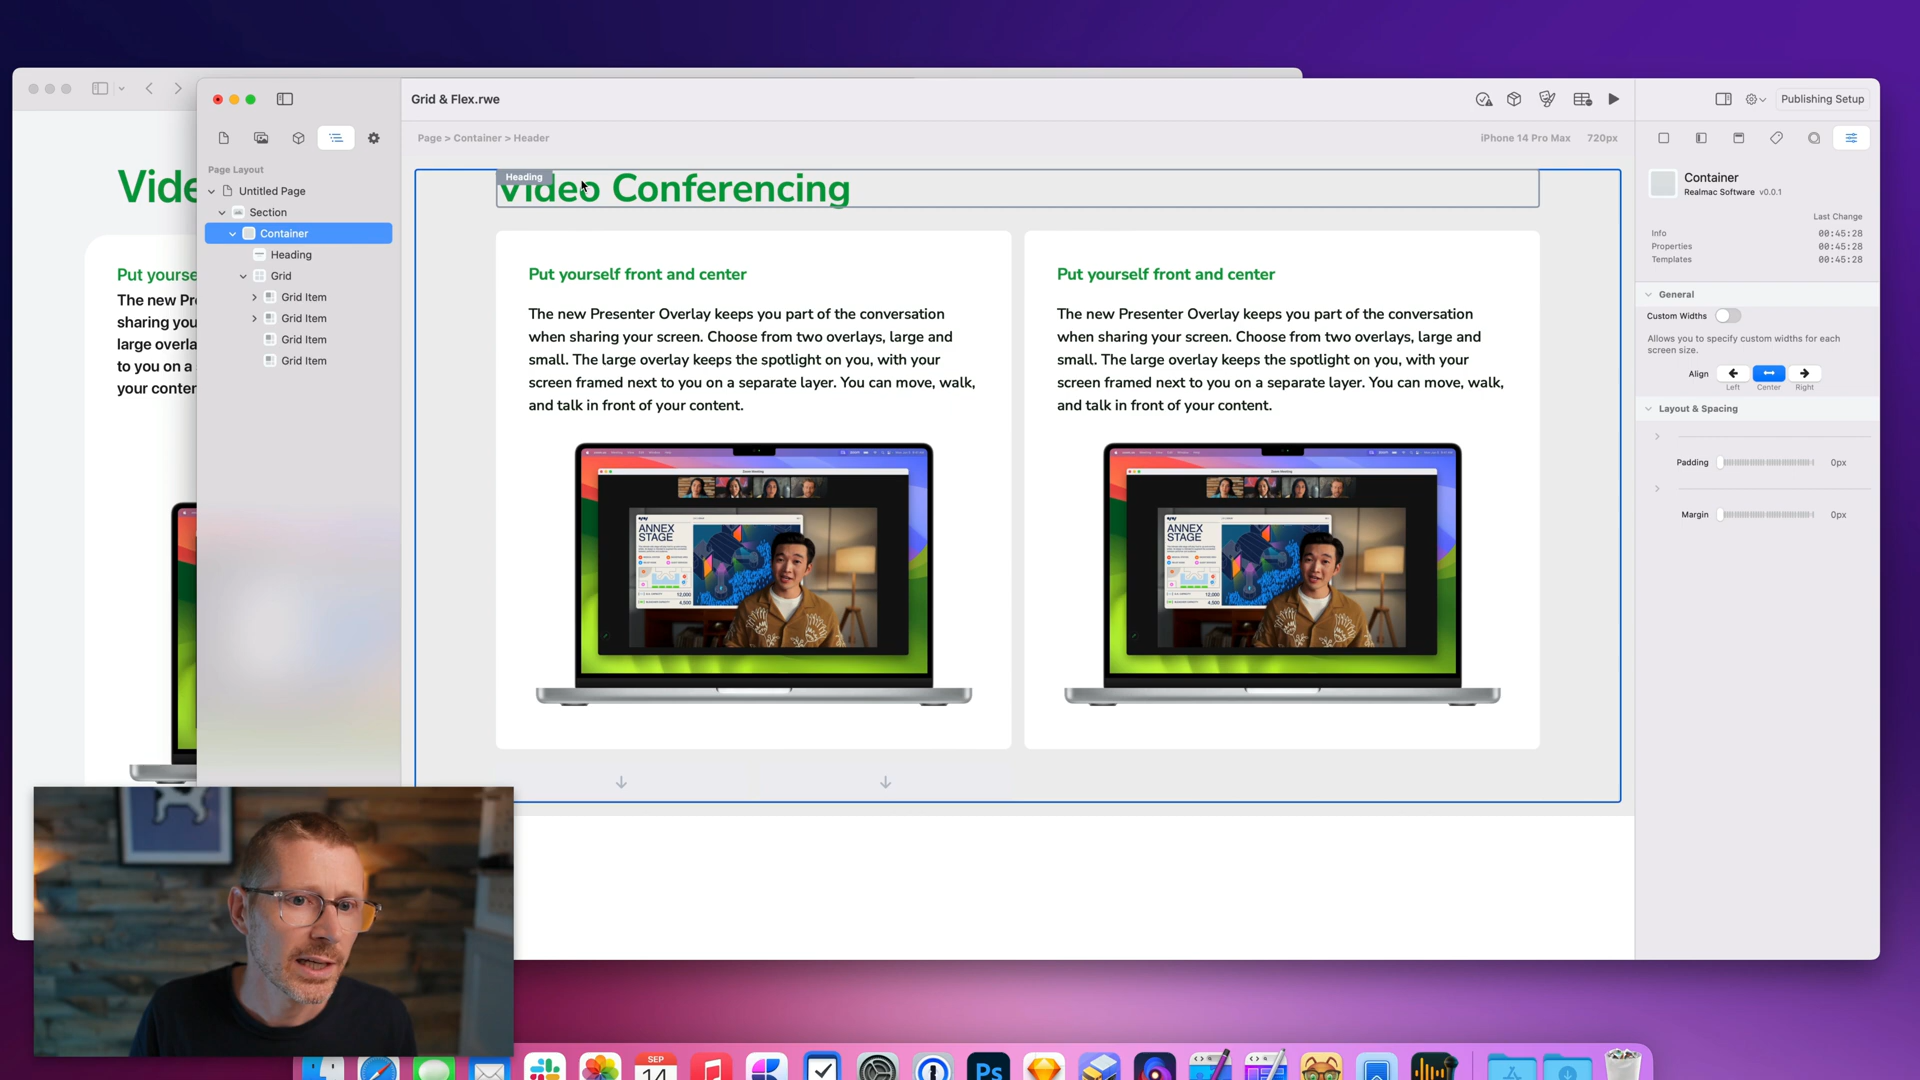 Grid & Flex.rwe
Publishing Setup
Page > Container > Header
iPhone 14 Pro Max
720px
Page Layout
Untitled Page
Section
Container
Heading
Grid
Grid Item
Grid Item
Grid Item
Grid Item
Vide
Put yourse
The new Pr
sharing you
large overla
to you on a
your conter
Heading
Video Conferencing
Put yourself front and center
The new Presenter Overlay keeps you part of the conversation
when sharing your screen. Choose from two overlays, large and
small. The large overlay keeps the spotlight on you, with your
screen framed next to you on a separate layer. You can move, walk,
and talk in front of your content.
ANNEX
STAGE
12,000
4,500
Put yourself front and center
The new Presenter Overlay keeps you part of the conversation
when sharing your screen. Choose from two overlays, large and
small. The large overlay keeps the spotlight on you, with your
screen framed next to you on a separate layer. You can move, walk,
and talk in front of your content.
ANNEX
STAGE
12,000
4,500
Container
Realmac Software v0.0.1
Last Change
Info 00:45:28
Properties 00:45:28
Templates 00:45:28
General
Custom Widths
Allows you to specify custom widths for each
screen size.
Align
Left Center Right
Layout & Spacing
Padding 0px
Margin 0px
SEP
14
Ps